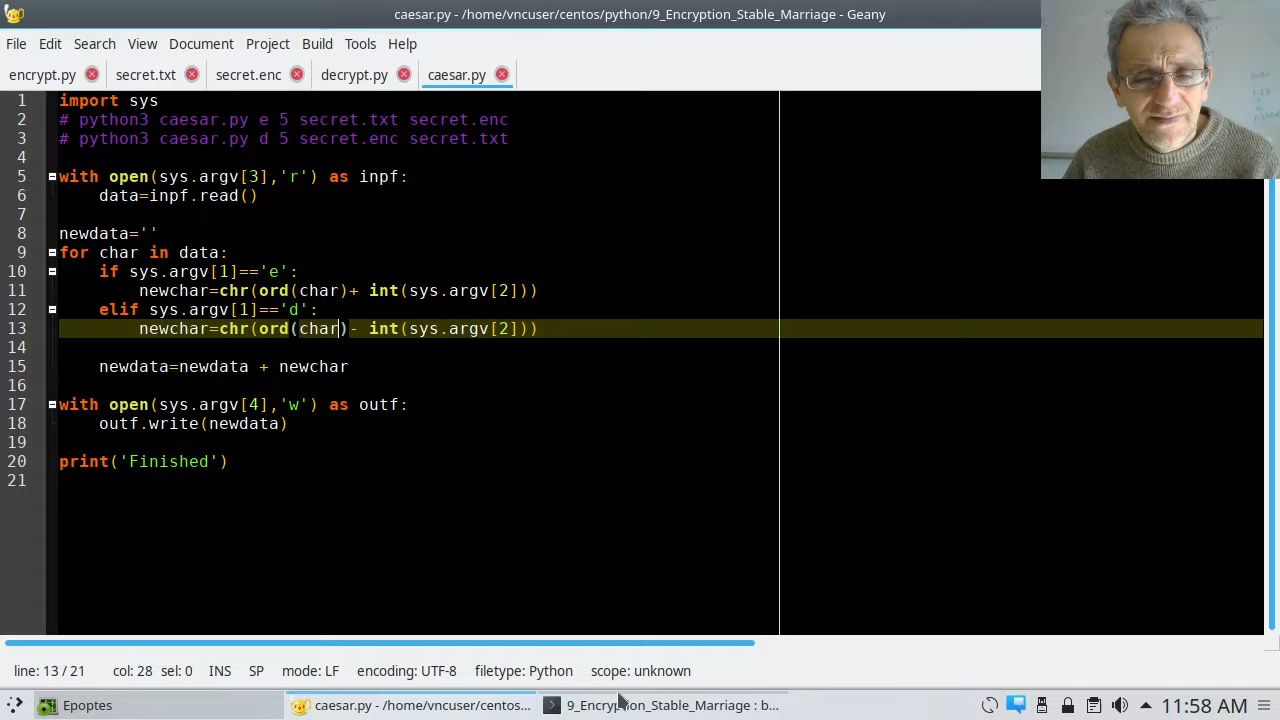 caesar.py - /home/vncuser/centos/python/9_Encryption_Stable_Marriage - Geany
File Edit Search View Document Project Build Tools Help
encrypt.py secret.txt secret.enc decrypt.py caesar.py
1 import sys
2 # python3 caesar.py e 5 secret.txt secret.enc
3 # python3 caesar.py d 5 secret.enc secret.txt
4
5 with open(sys.argv[3],'r') as inpf:
6     data=inpf.read()
7
8 newdata=''
9 for char in data:
10     if sys.argv[1]=='e':
11         newchar=chr(ord(char)+ int(sys.argv[2]))
12     elif sys.argv[1]=='d':
13         newchar=chr(ord(char)- int(sys.argv[2]))
14
15     newdata=newdata + newchar
16
17 with open(sys.argv[4],'w') as outf:
18     outf.write(newdata)
19
20 print('Finished')
21
line: 13 / 21 col: 28 sel: 0 INS SP mode: LF encoding: UTF-8 filetype: Python scope: unknown
Epoptes caesar.py - /home/vncuser/centos... 9_Encryption_Stable_Marriage : b... 11:58 AM